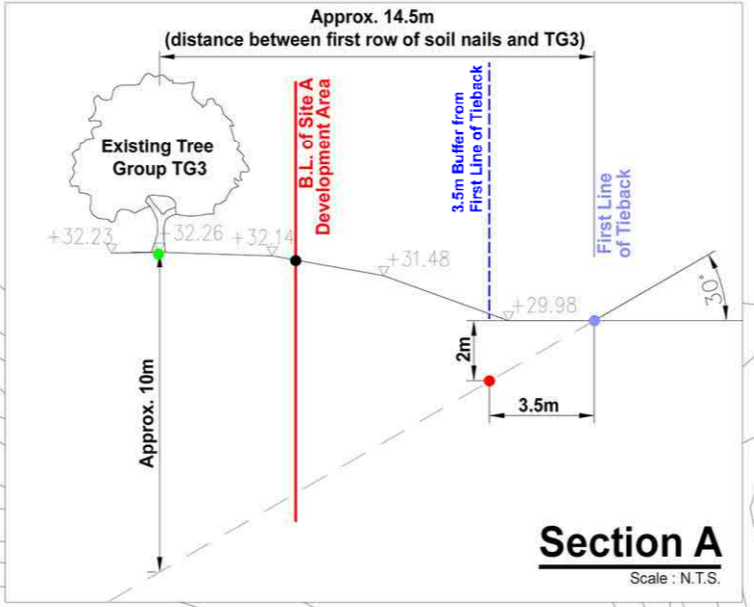 Approx. 14.5m
(distance between first row of soil nails and TG3)
Existing Tree
Group TG3
B.L. of Site A
Development Area
3.5m Buffer from
First Line of Tieback
First Line
of Tieback
+32.23
+32.26
+32.14
+31.48
+29.98
30°
2m
3.5m
Approx. 10m
Section A
Scale : N.T.S.